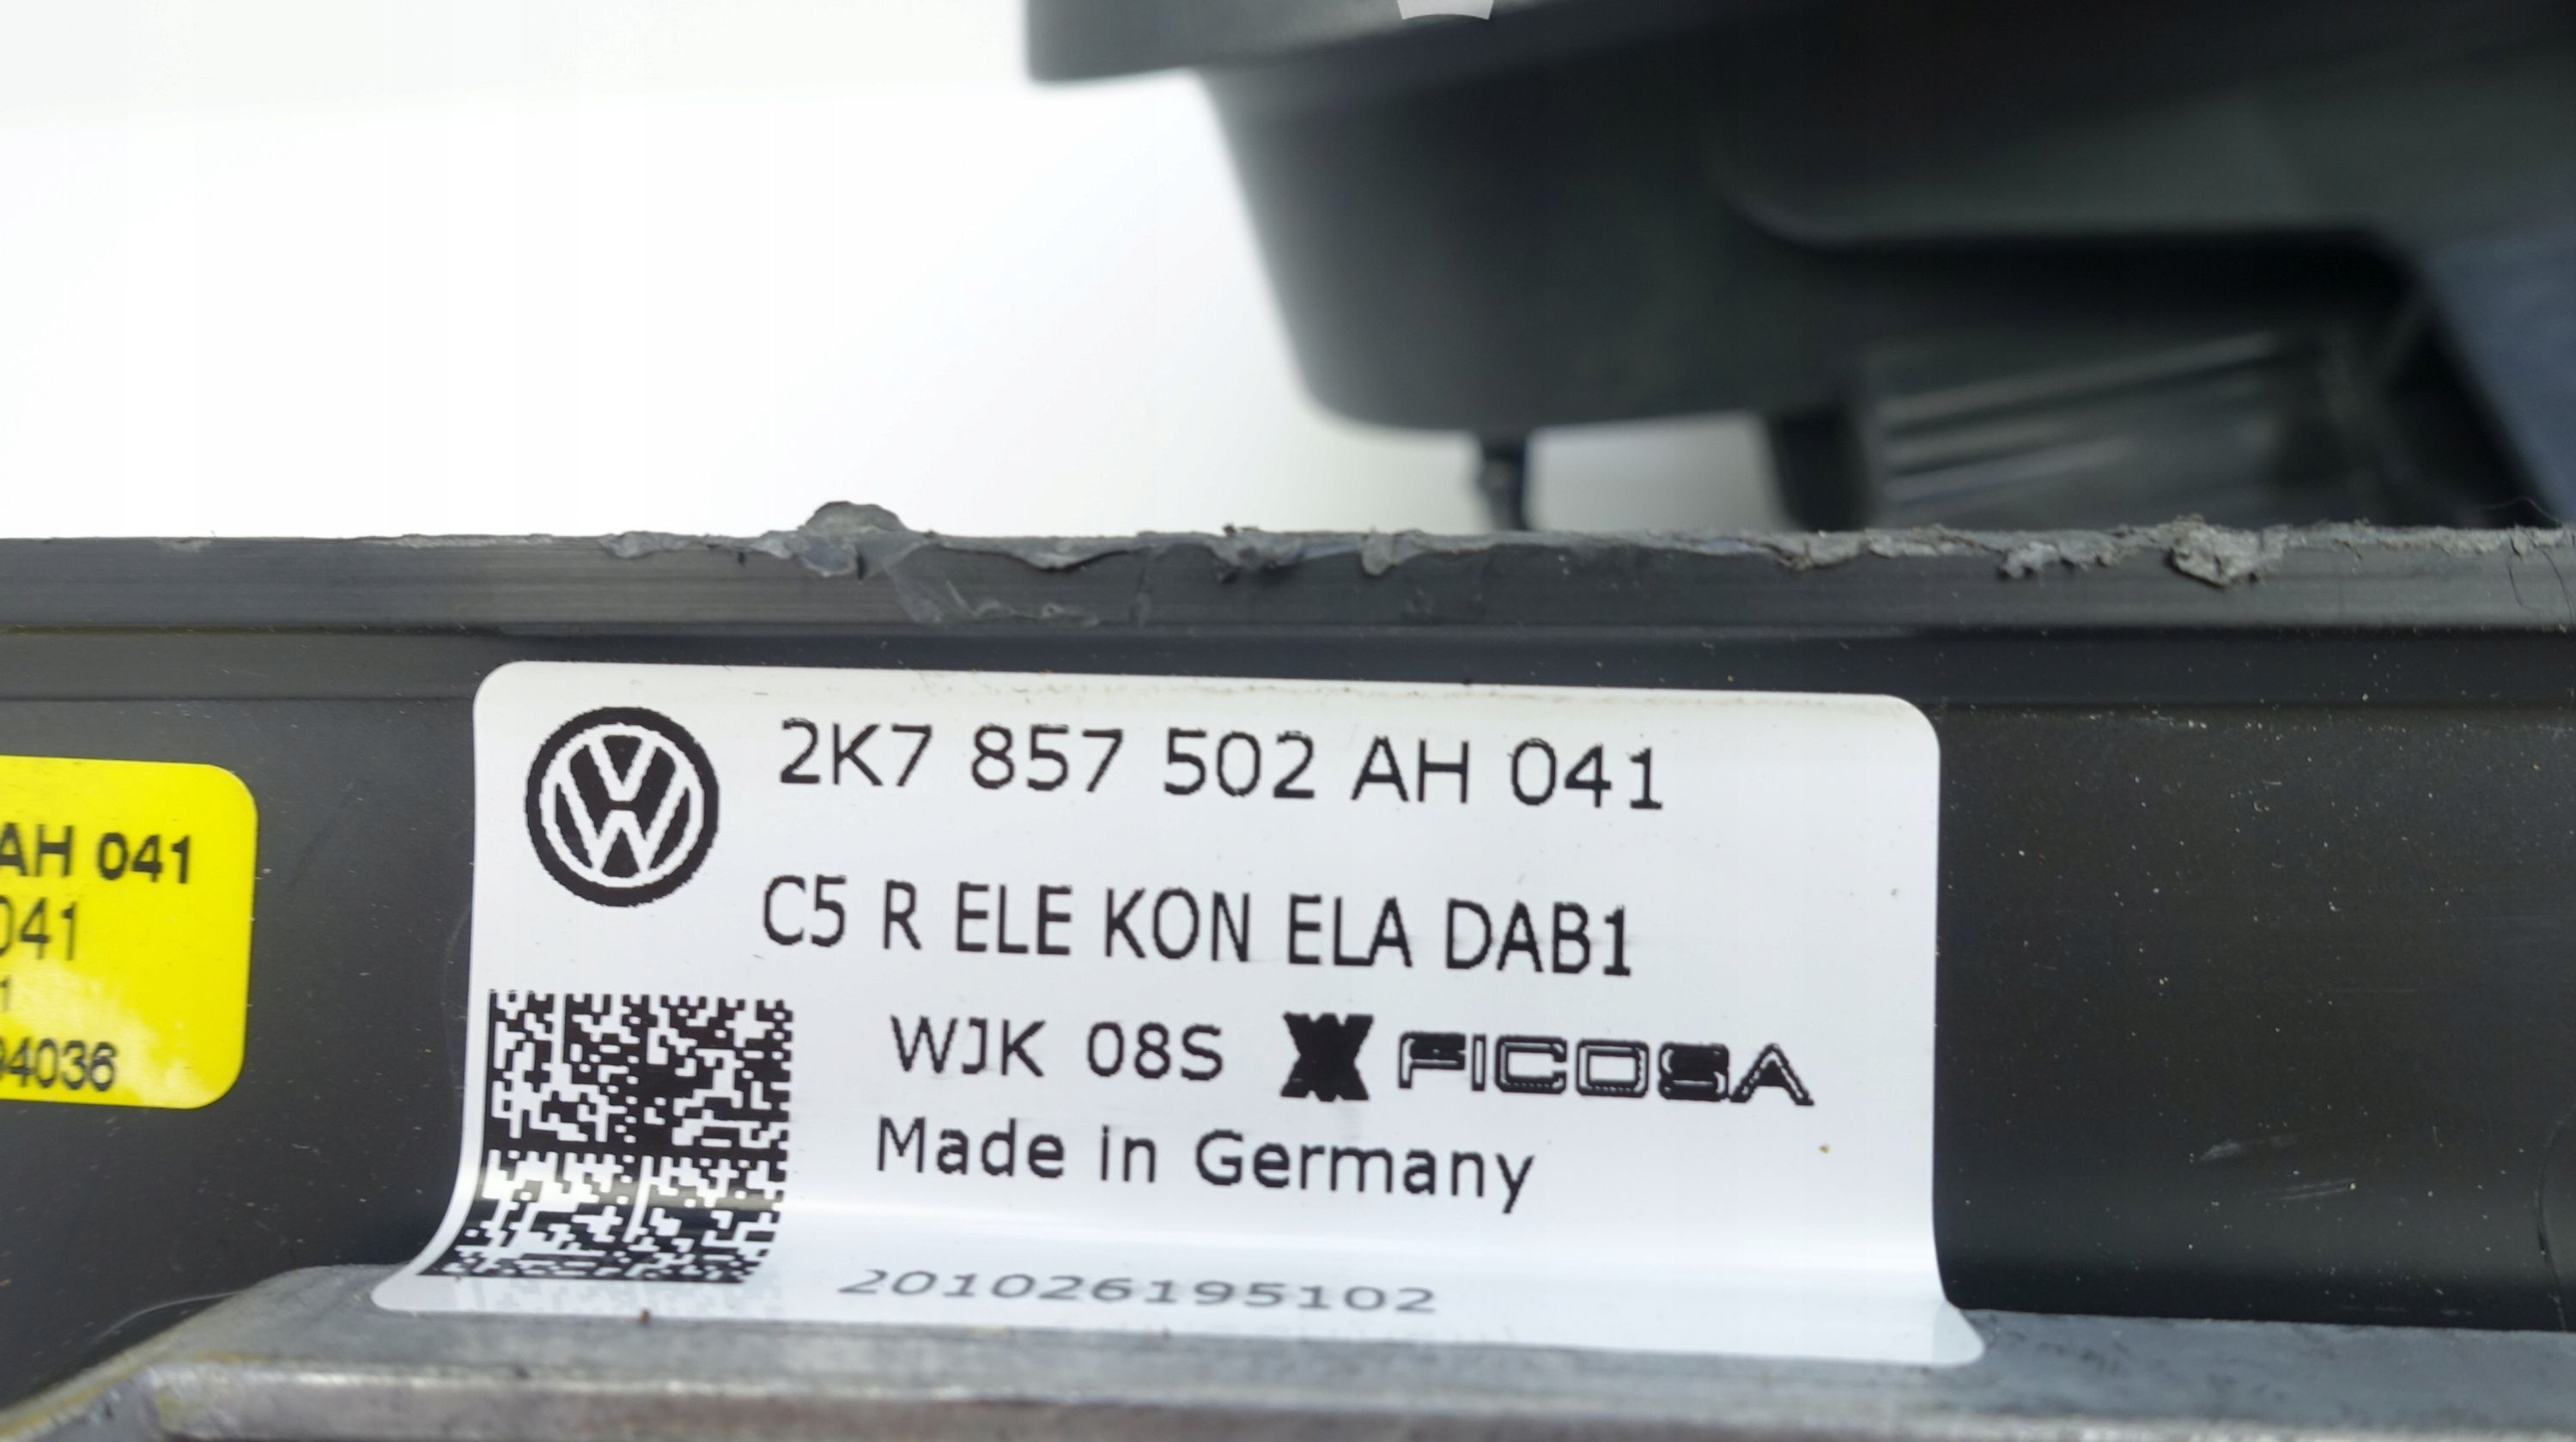 2K7 857 502 AH 041
C5 R ELE KON ELA DAB1
WJK 08S FICOSA
Made in Germany
201026195102
AH 041
041
1
94036